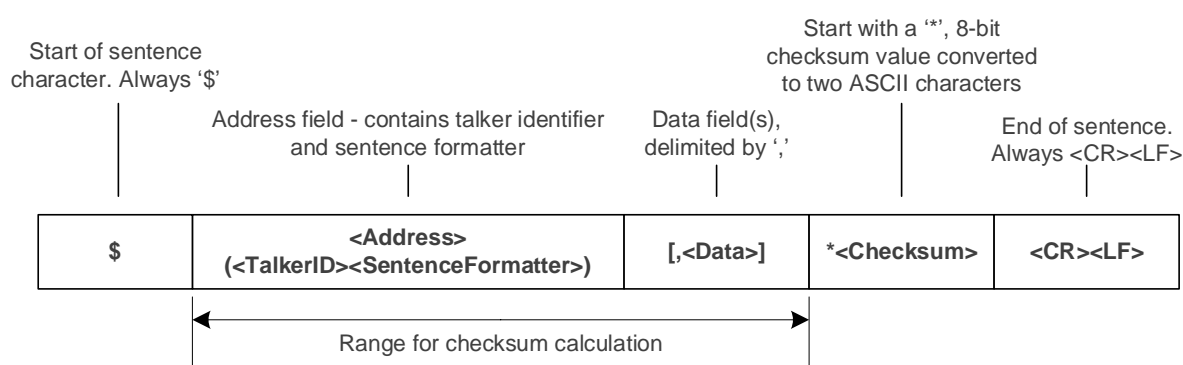 Start of sentence
character. Always ‘$’
Address field - contains talker identifier
and sentence formatter
Data field(s),
delimited by ‘,’
Start with a ‘*’, 8-bit
checksum value converted
to two ASCII characters
End of sentence.
Always <CR><LF>
$
<Address>
(<TalkerID><SentenceFormatter>)
[,<Data>]
*<Checksum>
<CR><LF>
Range for checksum calculation